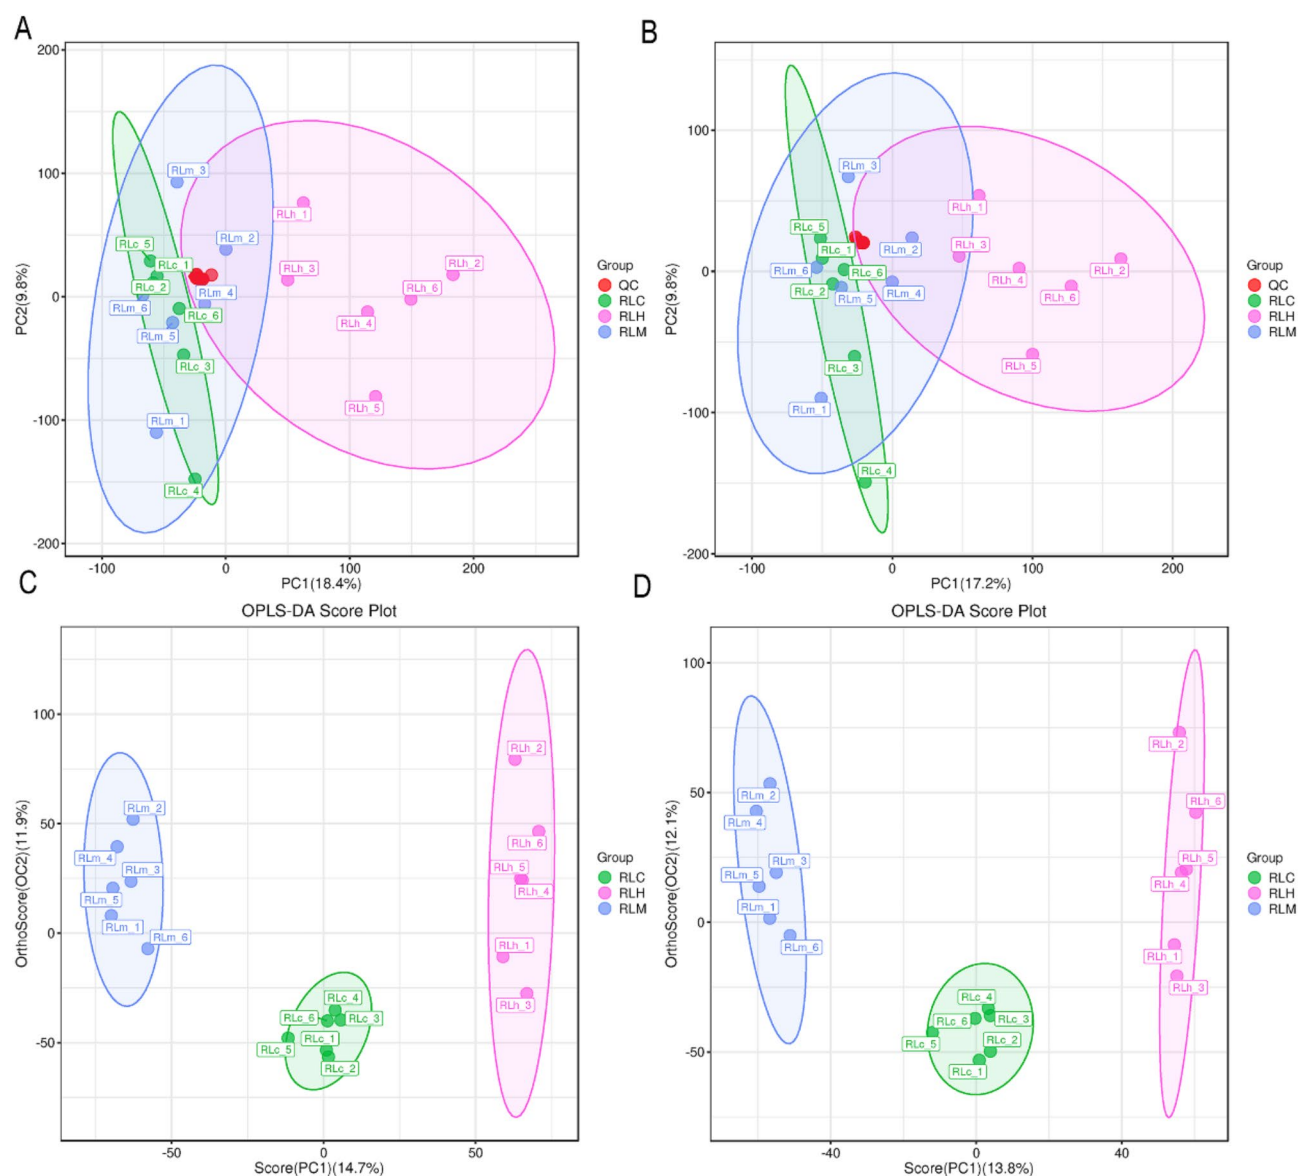 A
200
100
0
-100
-200
PC2(9.8%)
RLm_3
RLm_2
RLh_1
RLc_5
RLc_1
RLc_2
RLh_3
RLh_2
RLm_6
RLm_4
RLh_6
RLc_6
RLm_5
RLh_4
RLc_3
RLh_5
RLm_1
RLc_4
-100
0
100
200
PC1(18.4%)
Group
QC
RLC
RLH
RLM
B
100
0
-100
-200
PC2(9.8%)
RLm_3
RLh_1
RLc_5
RLc_1
RLm_2
RLh_3
RLm_6
RLc_6
RLh_4
RLh_2
RLc_2
RLm_5
RLm_4
RLh_6
RLc_3
RLh_5
RLm_1
RLc_4
-100
0
100
200
PC1(17.2%)
Group
QC
RLC
RLH
RLM
C
OPLS-DA Score Plot
100
50
0
-50
OrthoScore(OC2)(11.9%)
RLh_2
RLm_2
RLh_6
RLm_4
RLm_3
RLh_5
RLm_5
RLh_4
RLm_1
RLm_6
RLh_1
RLh_3
RLc_4
RLc_6
RLc_3
RLc_1
RLc_5
RLc_2
-50
0
50
Score(PC1)(14.7%)
Group
RLC
RLH
RLM
D
OPLS-DA Score Plot
100
50
0
-50
OrthoScore(OC2)(12.1%)
RLh_2
RLm_2
RLh_6
RLm_4
RLm_3
RLh_5
RLm_5
RLh_4
RLm_1
RLm_6
RLh_1
RLh_3
RLc_4
RLc_6
RLc_3
RLc_5
RLc_2
RLc_1
-40
0
40
Score(PC1)(13.8%)
Group
RLC
RLH
RLM